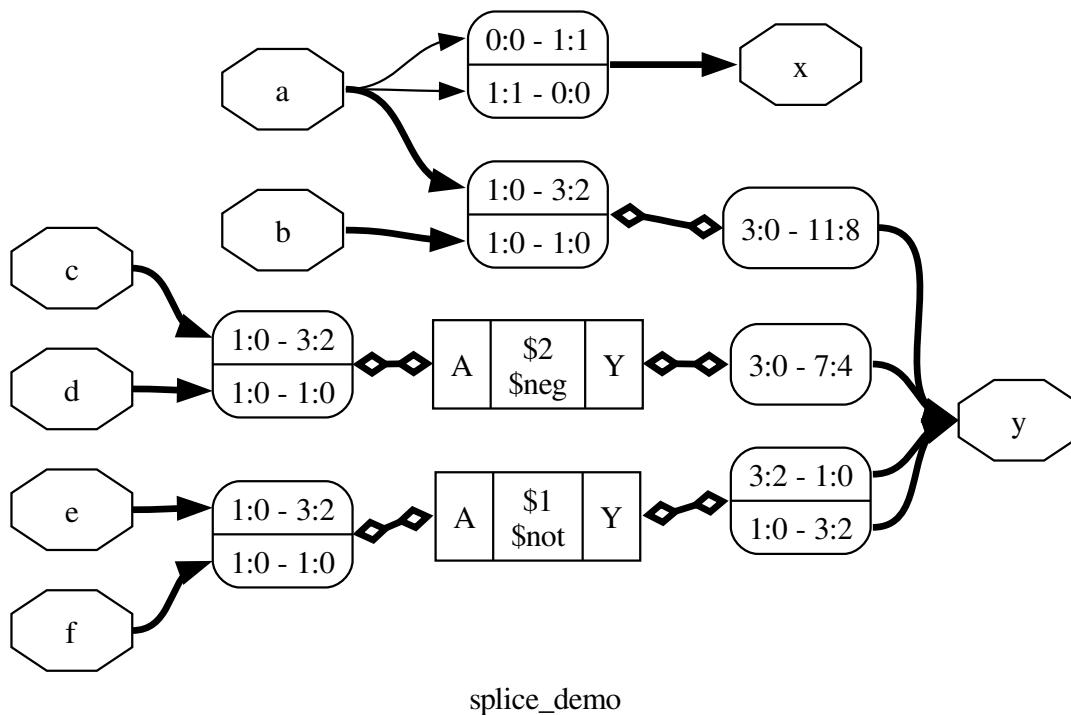 a
0:0 - 1:1
1:1 - 0:0
x
b
1:0 - 3:2
1:0 - 1:0
3:0 - 11:8
c
d
1:0 - 3:2
1:0 - 1:0
A
$2
$neg
Y
3:0 - 7:4
y
e
f
1:0 - 3:2
1:0 - 1:0
A
$1
$not
Y
3:2 - 1:0
1:0 - 3:2
splice_demo